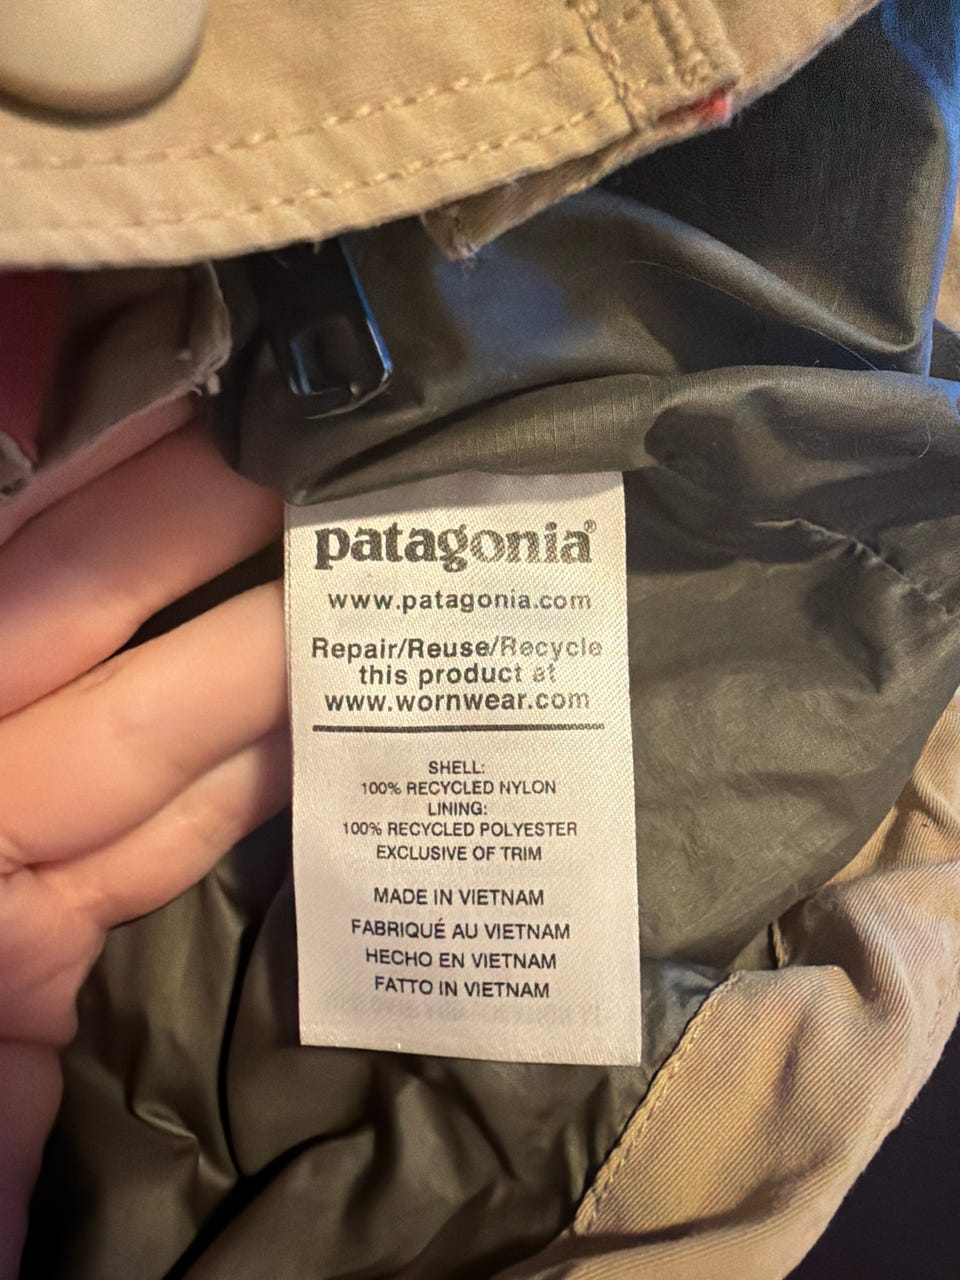 patagonia®
www.patagonia.com
Repair/Reuse/Recycle
this product at
www.wornwear.com
SHELL:
100% RECYCLED NYLON
LINING:
100% RECYCLED POLYESTER
EXCLUSIVE OF TRIM
MADE IN VIETNAM
FABRIQUÉ AU VIETNAM
HECHO EN VIETNAM
FATTO IN VIETNAM